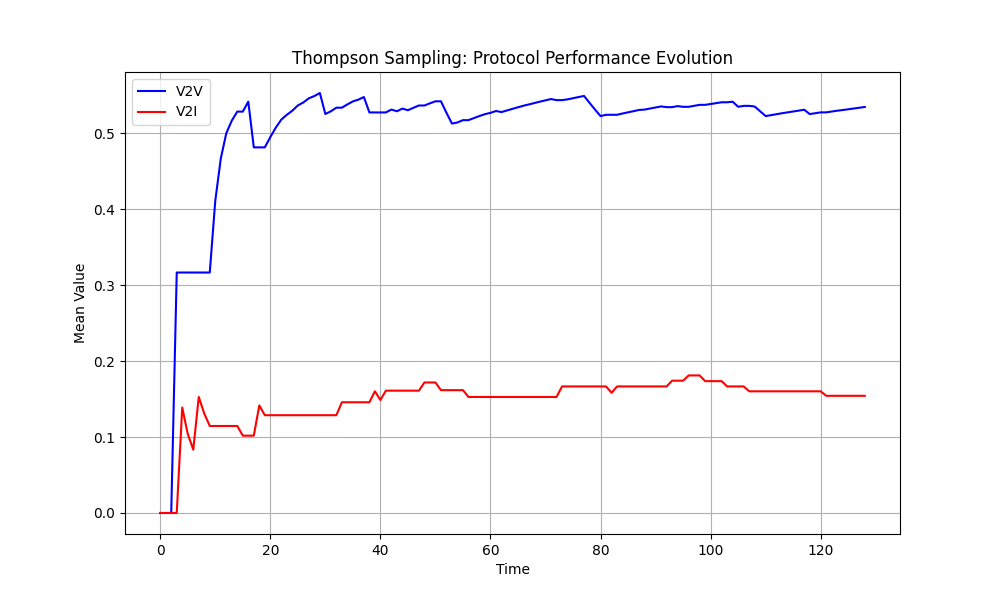 Thompson Sampling: Protocol Performance Evolution
V2V
V2I
Mean Value
0.5
0.4
0.3
0.2
0.1
0.0
0 20 40 60 80 100 120
Time